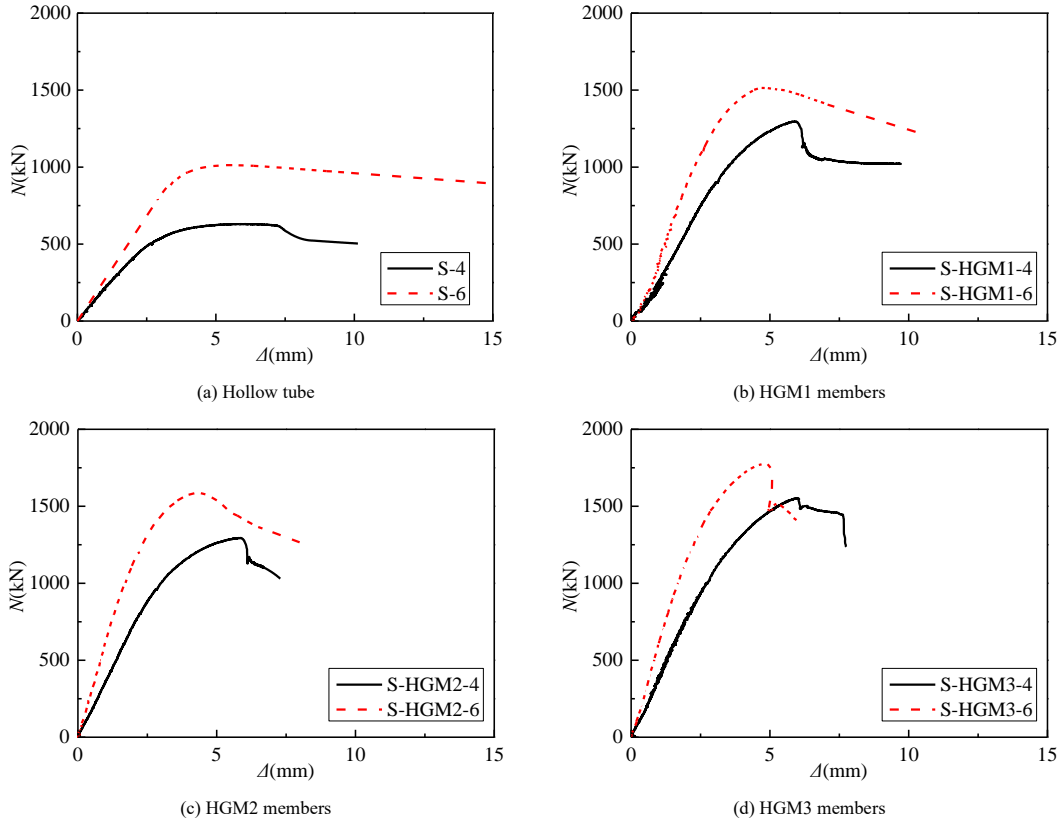 2000
1500
1000
500
0
N(kN)
0
5
10
15
Δ(mm)
S-4
S-6
(a) Hollow tube
2000
1500
1000
500
0
N(kN)
0
5
10
15
Δ(mm)
S-HGM1-4
S-HGM1-6
(b) HGM1 members
2000
1500
1000
500
0
N(kN)
0
5
10
15
Δ(mm)
S-HGM2-4
S-HGM2-6
(c) HGM2 members
2000
1500
1000
500
0
N(kN)
0
5
10
15
Δ(mm)
S-HGM3-4
S-HGM3-6
(d) HGM3 members